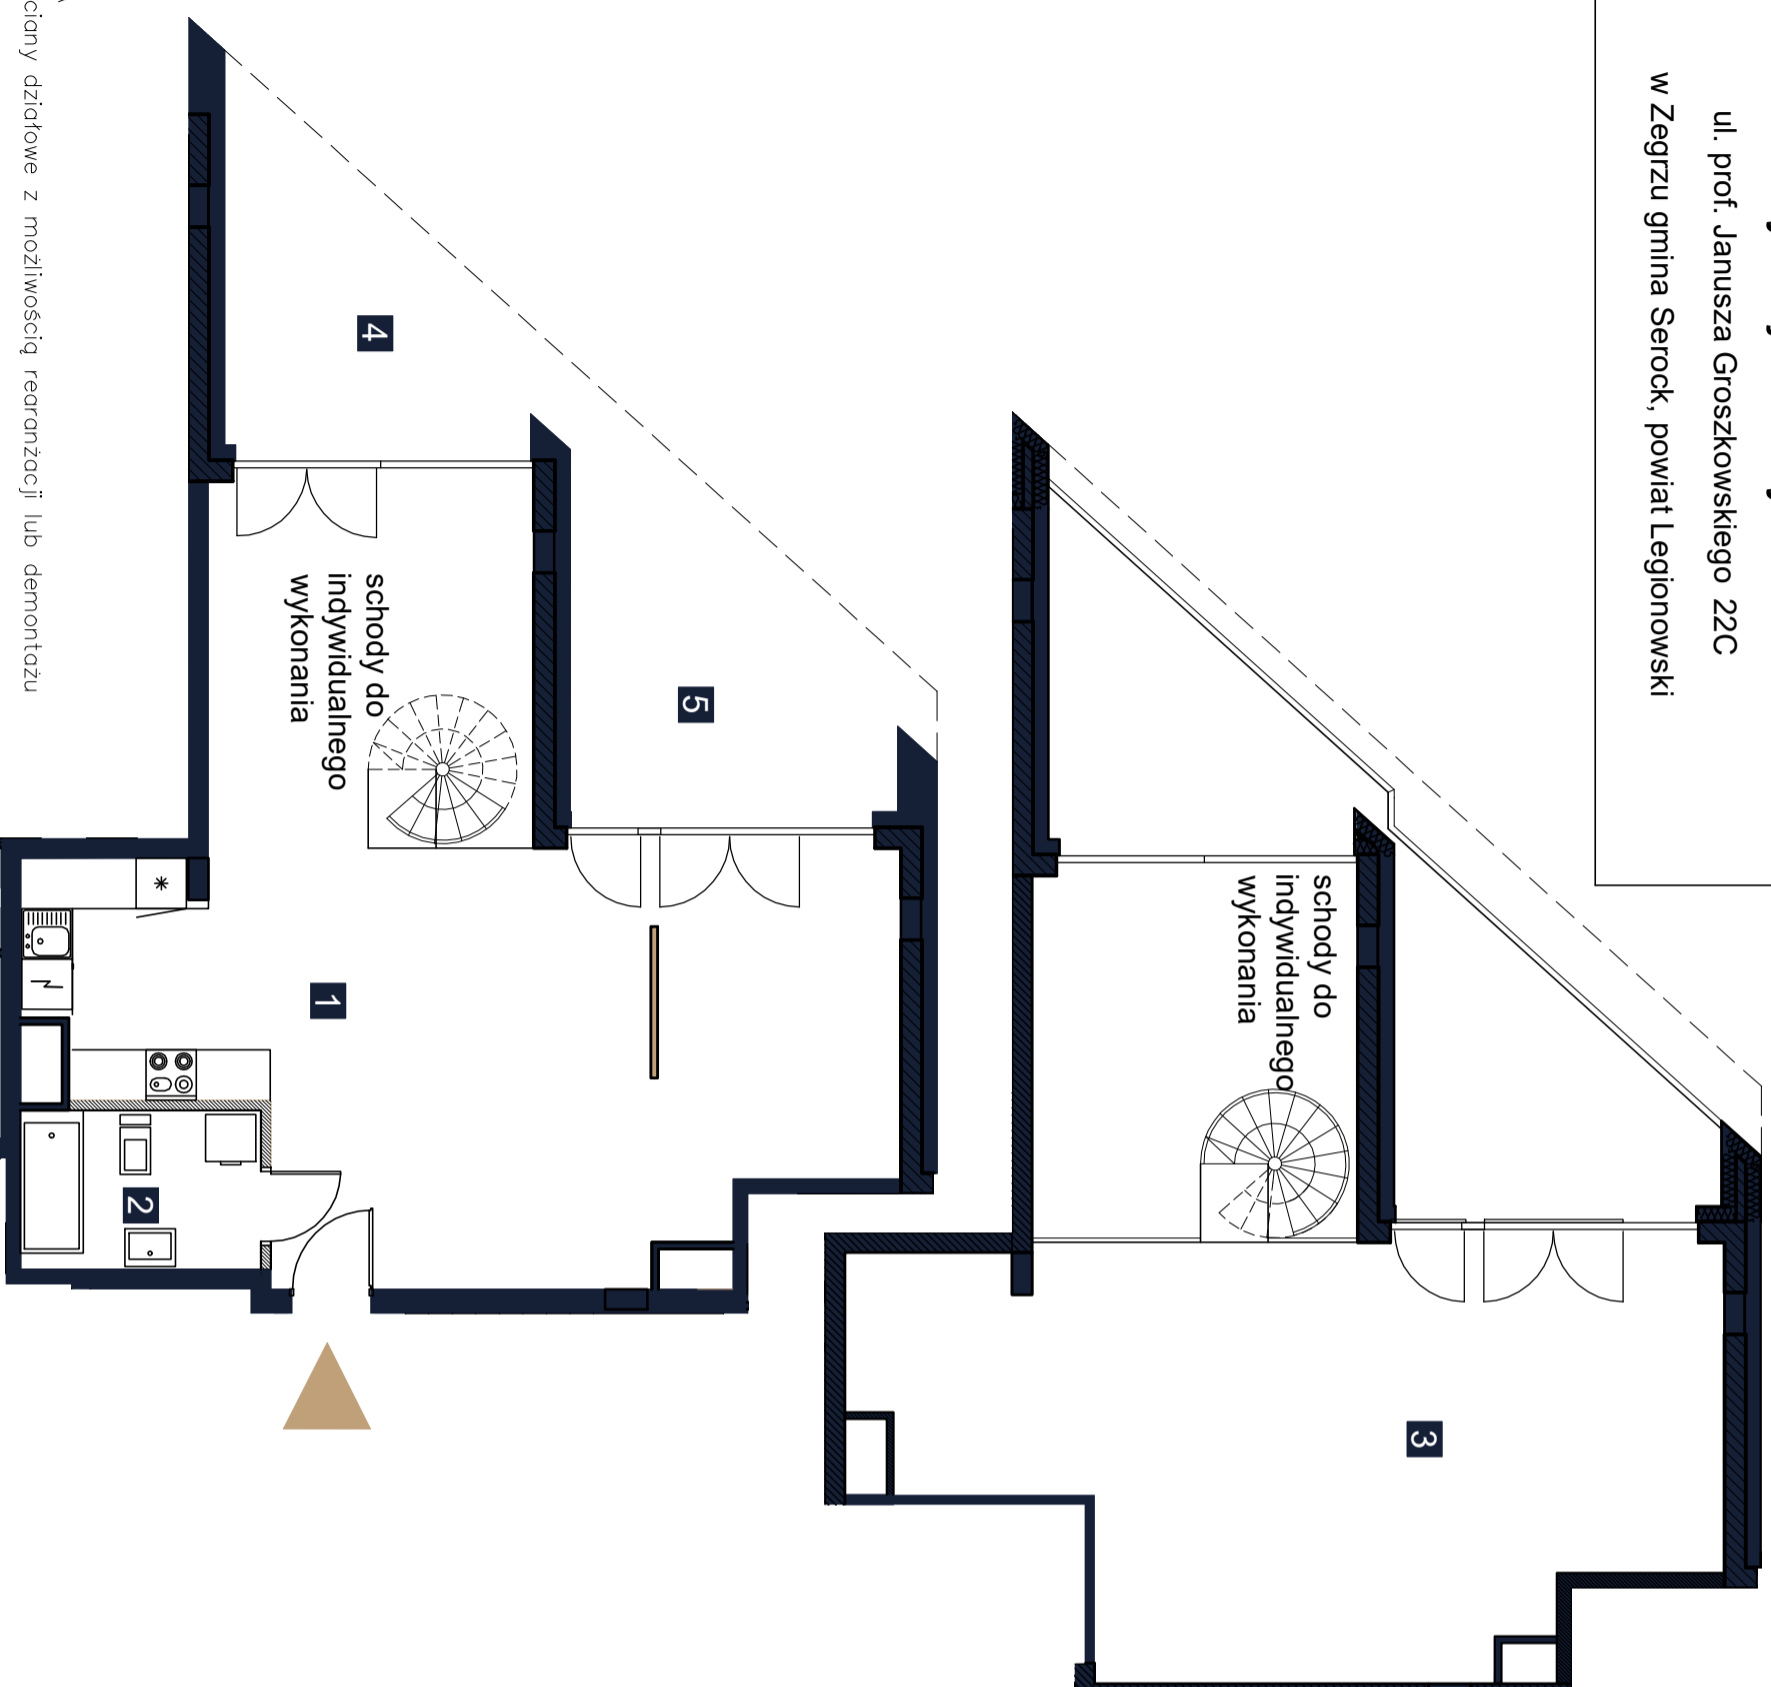 ul. prof. Janusza Groszkowskiego 22C
w Zegrzu gmina Serock, powiat Legionowski
schody do
indywidualnego
wykonania
3
5
4
schody do
indywidualnego
wykonania
1
2
działowe z możliwością rearanżacji lub demontażu